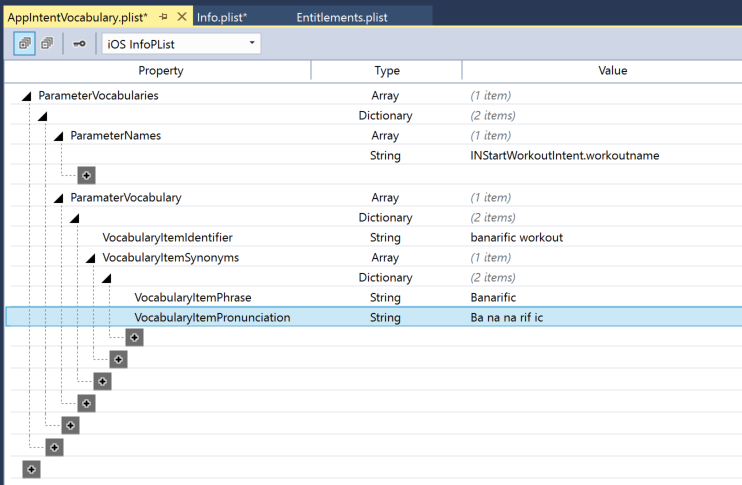 AppIntentVocabulary.plist* Info.plist* Entitlements.plist
iOS InfoPList
Property Type Value
ParameterVocabularies Array (1 item)
Dictionary (2 items)
ParameterNames Array (1 item)
String INStartWorkoutIntent.workoutname
ParamaterVocabulary Array (1 item)
Dictionary (2 items)
VocabularyItemIdentifier String banarific workout
VocabularyItemSynonyms Array (1 item)
Dictionary (2 items)
VocabularyItemPhrase String Banarific
VocabularyItemPronunciation String Ba na na rif ic